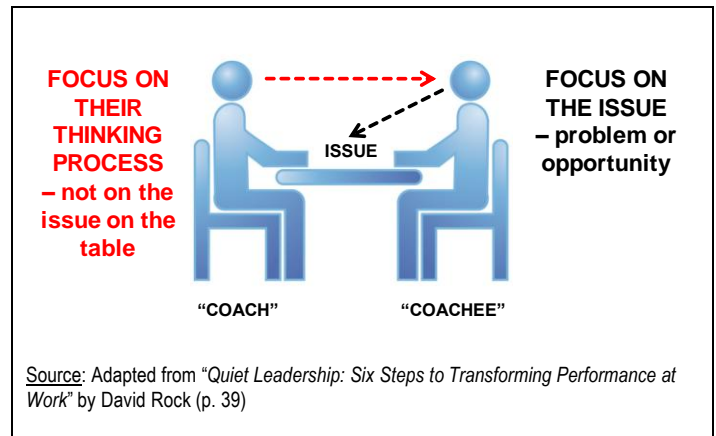 FOCUS ON
THEIR
THINKING
PROCESS
– not on the
issue on the
table
ISSUE
FOCUS ON
THE ISSUE
– problem or
opportunity
“COACH”
“COACHEE”
Source: Adapted from “Quiet Leadership: Six Steps to Transforming Performance at
Work” by David Rock (p. 39)